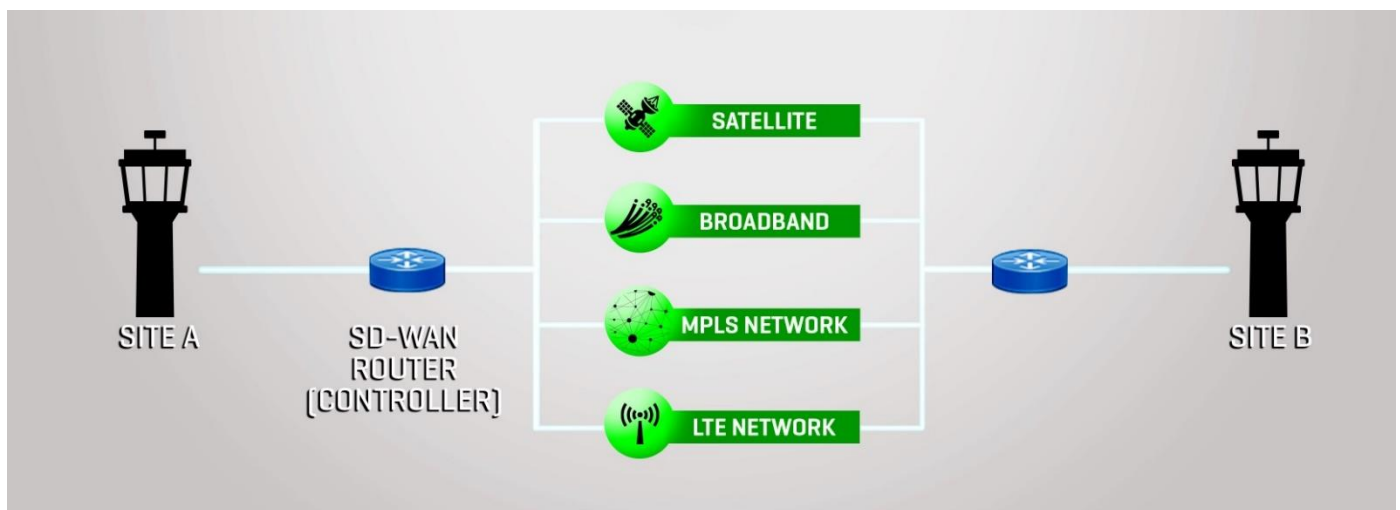 SATELLITE
BROADBAND
MPLS NETWORK
LTE NETWORK
SITE A
SD-WAN
ROUTER
[CONTROLLER]
SITE B